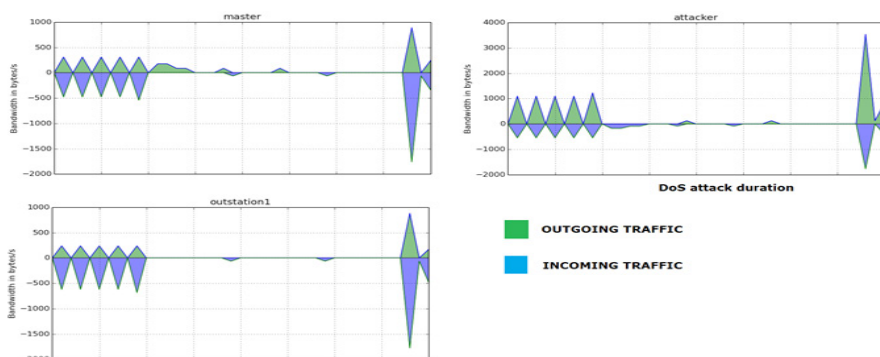 master
1000
500
0
−500
−1000
−1500
−2000
Bandwidth in bytes/s
attacker
4000
3000
2000
1000
0
−1000
−2000
Bandwidth in bytes/s
DoS attack duration
outstation1
1000
500
0
−500
−1000
−1500
Bandwidth in bytes/s
OUTGOING TRAFFIC
INCOMING TRAFFIC